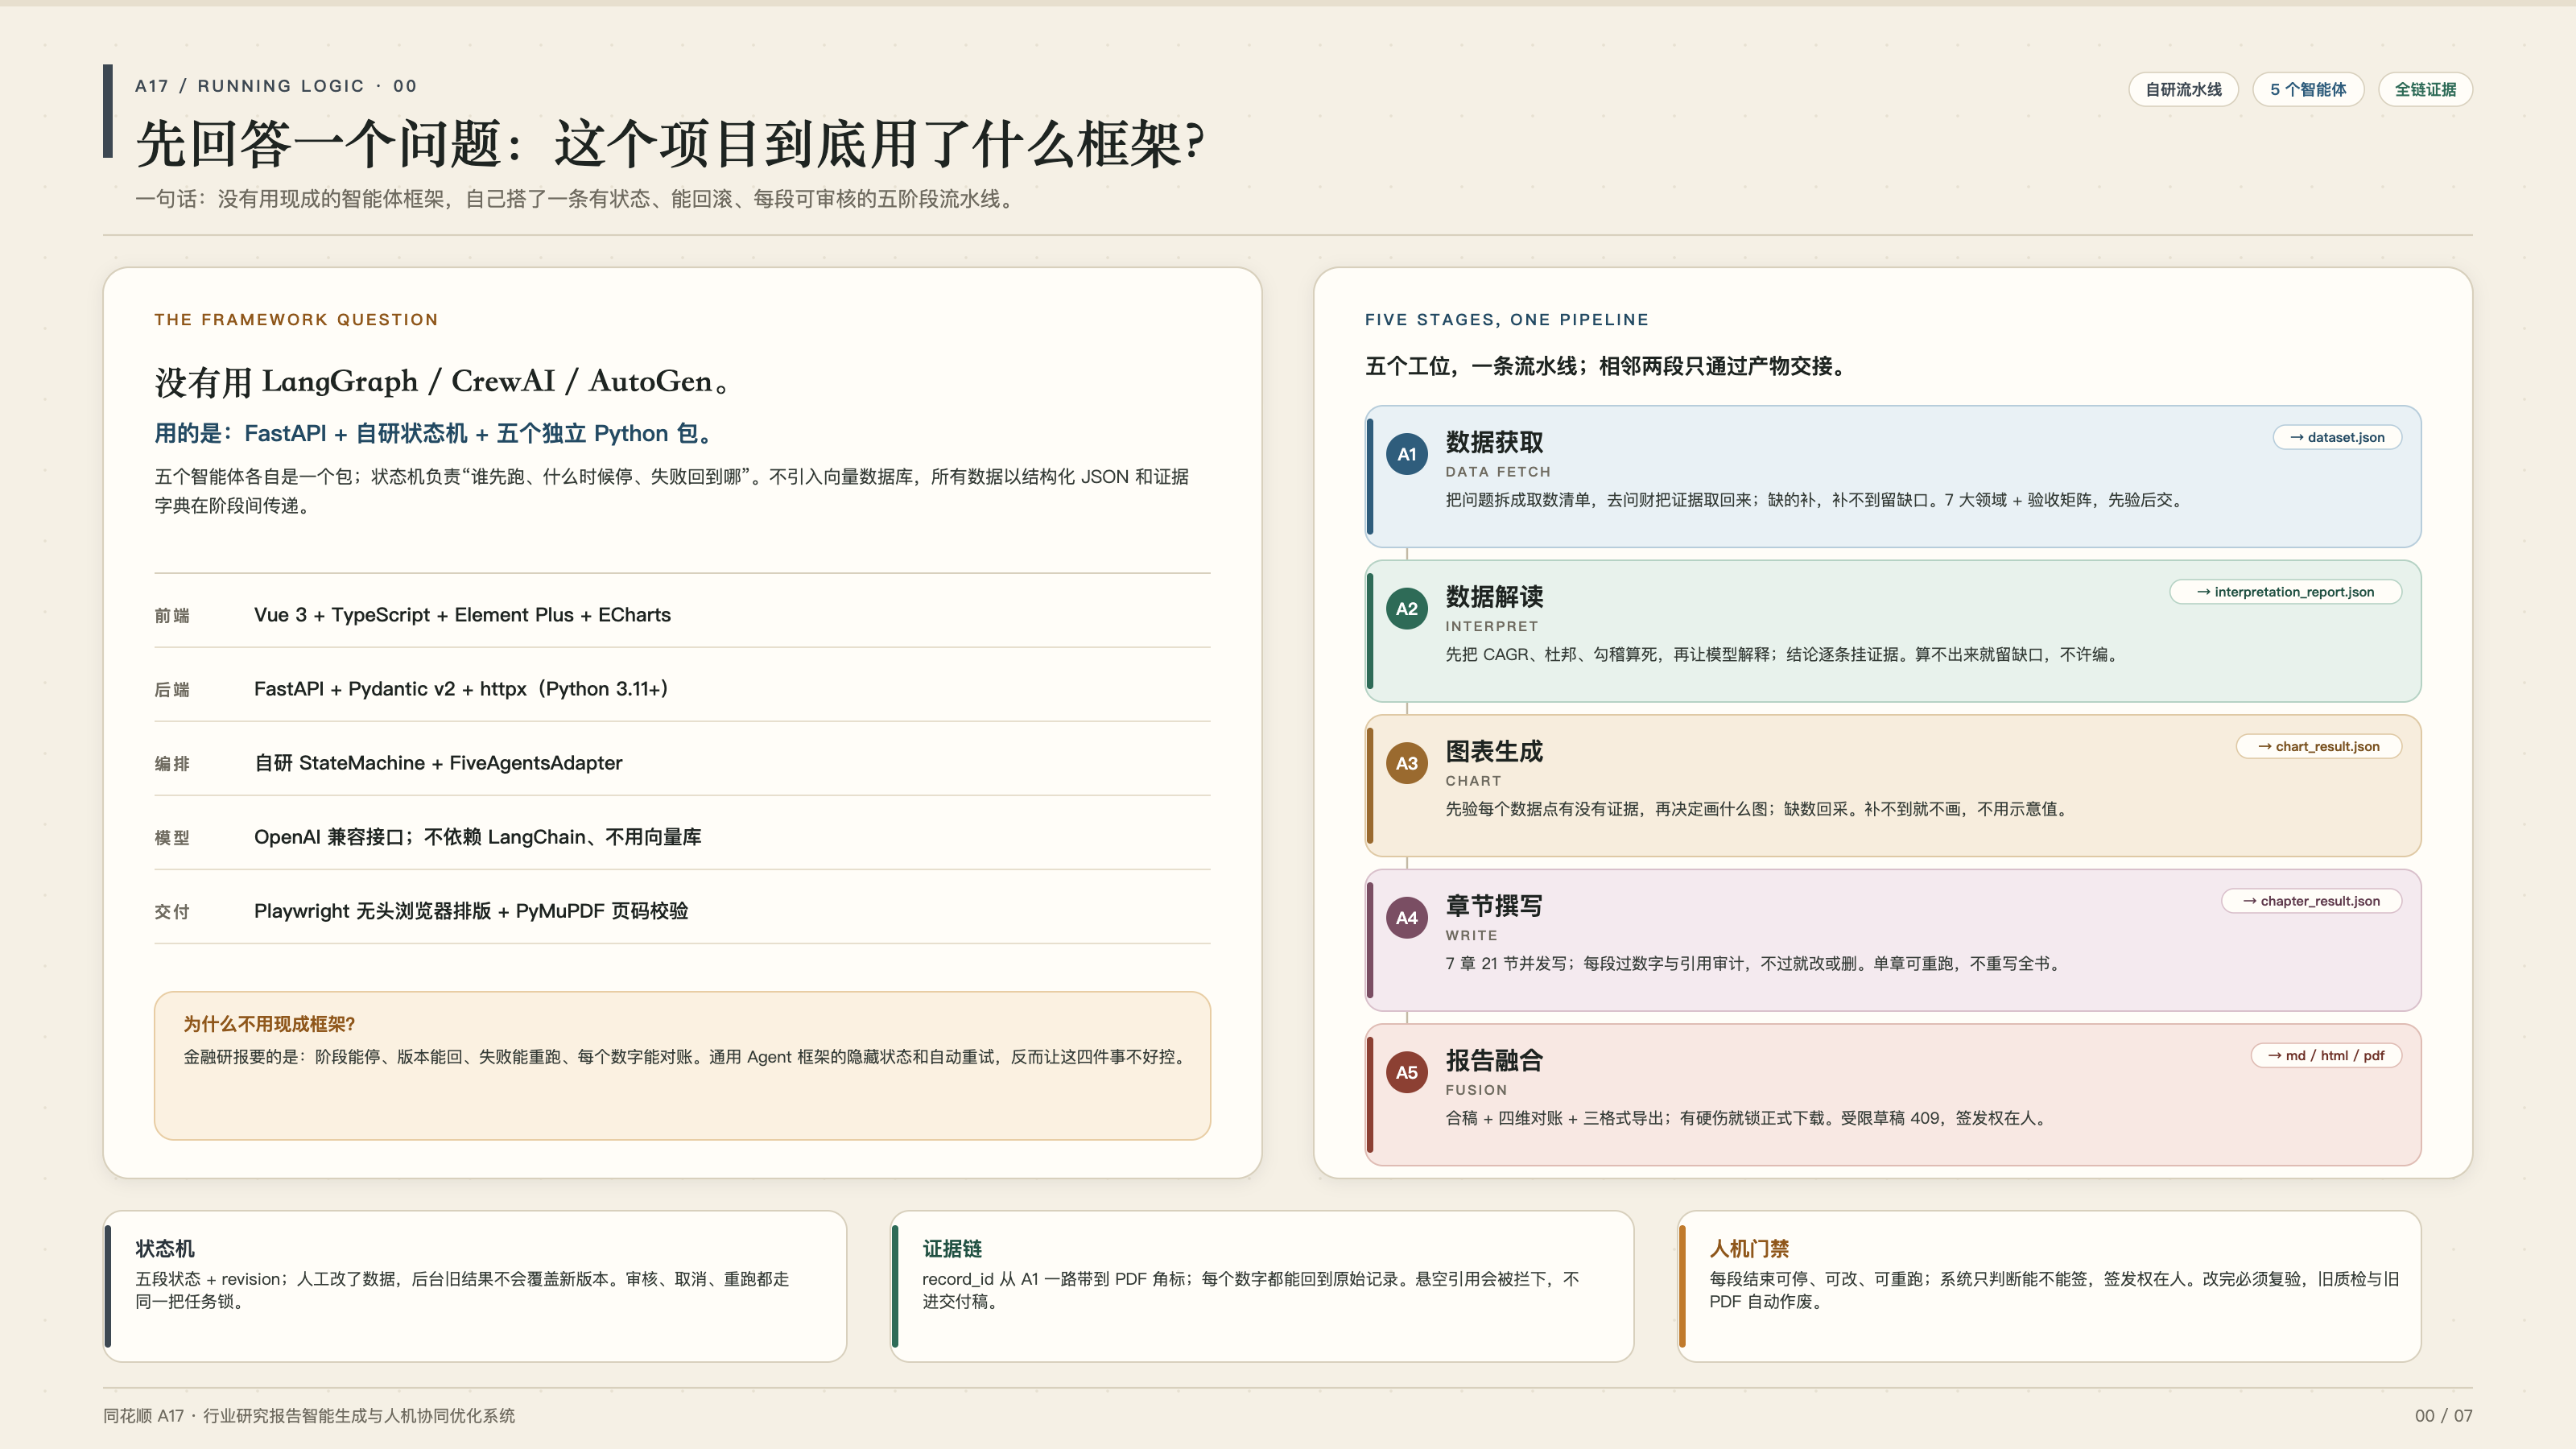 A17 / RUNNING LOGIC · 00
先回答一个问题：这个项目到底用了什么框架？
一句话：没有用现成的智能体框架，自己搭了一条有状态、能回滚、每段可审核的五阶段流水线。
自研流水线
5 个智能体
全链证据
THE FRAMEWORK QUESTION
没有用 LangGraph / CrewAI / AutoGen。
用的是：FastAPI + 自研状态机 + 五个独立 Python 包。
五个智能体各自是一个包；状态机负责“谁先跑、什么时候停、失败回到哪”。不引入向量数据库，所有数据以结构化 JSON 和证据
字典在阶段间传递。
前端 Vue 3 + TypeScript + Element Plus + ECharts
后端 FastAPI + Pydantic v2 + httpx（Python 3.11+）
编排 自研 StateMachine + FiveAgentsAdapter
模型 OpenAI 兼容接口；不依赖 LangChain、不用向量库
交付 Playwright 无头浏览器排版 + PyMuPDF 页码校验
为什么不用现成框架？
金融研报要的是：阶段能停、版本能回、失败能重跑、每个数字能对账。通用 Agent 框架的隐藏状态和自动重试，反而让这四件事不好控。
FIVE STAGES, ONE PIPELINE
五个工位，一条流水线；相邻两段只通过产物交接。
A1 数据获取 → dataset.json
DATA FETCH
把问题拆成取数清单，去问财把证据取回来；缺的补，补不到留缺口。7 大领域 + 验收矩阵，先验后交。
A2 数据解读 → interpretation_report.json
INTERPRET
先把 CAGR、杜邦、勾稽算死，再让模型解释；结论逐条挂证据。算不出来就留缺口，不许编。
A3 图表生成 → chart_result.json
CHART
先验每个数据点有没有证据，再决定画什么图；缺数回采。补不到就不画，不用示意值。
A4 章节撰写 → chapter_result.json
WRITE
7 章 21 节并发写；每段过数字与引用审计，不过就改或删。单章可重跑，不重写全书。
A5 报告融合 → md / html / pdf
FUSION
合稿 + 四维对账 + 三格式导出；有硬伤就锁正式下载。受限草稿 409，签发权在人。
状态机
五段状态 + revision；人工改了数据，后台旧结果不会覆盖新版本。审核、取消、重跑都走
同一把任务锁。
证据链
record_id 从 A1 一路带到 PDF 角标；每个数字都能回到原始记录。悬空引用会被拦下，不
进交付稿。
人机门禁
每段结束可停、可改、可重跑；系统只判断能不能签，签发权在人。改完必须复验，旧质检与旧
PDF 自动作废。
同花顺 A17 · 行业研究报告智能生成与人机协同优化系统
00 / 07